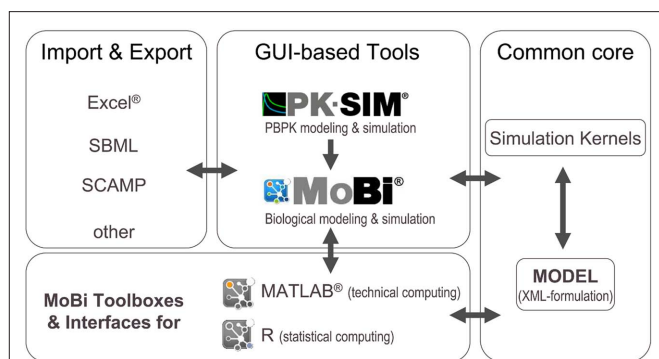 Import & Export
Excel®
SBML
SCAMP
other
GUI-based Tools
PK-SIM®
PBPK modeling & simulation
MoBi®
Biological modeling & simulation
Common core
Simulation Kernels
MODEL
(XML-formulation)
MoBi Toolboxes
& Interfaces for
MATLAB® (technical computing)
R (statistical computing)